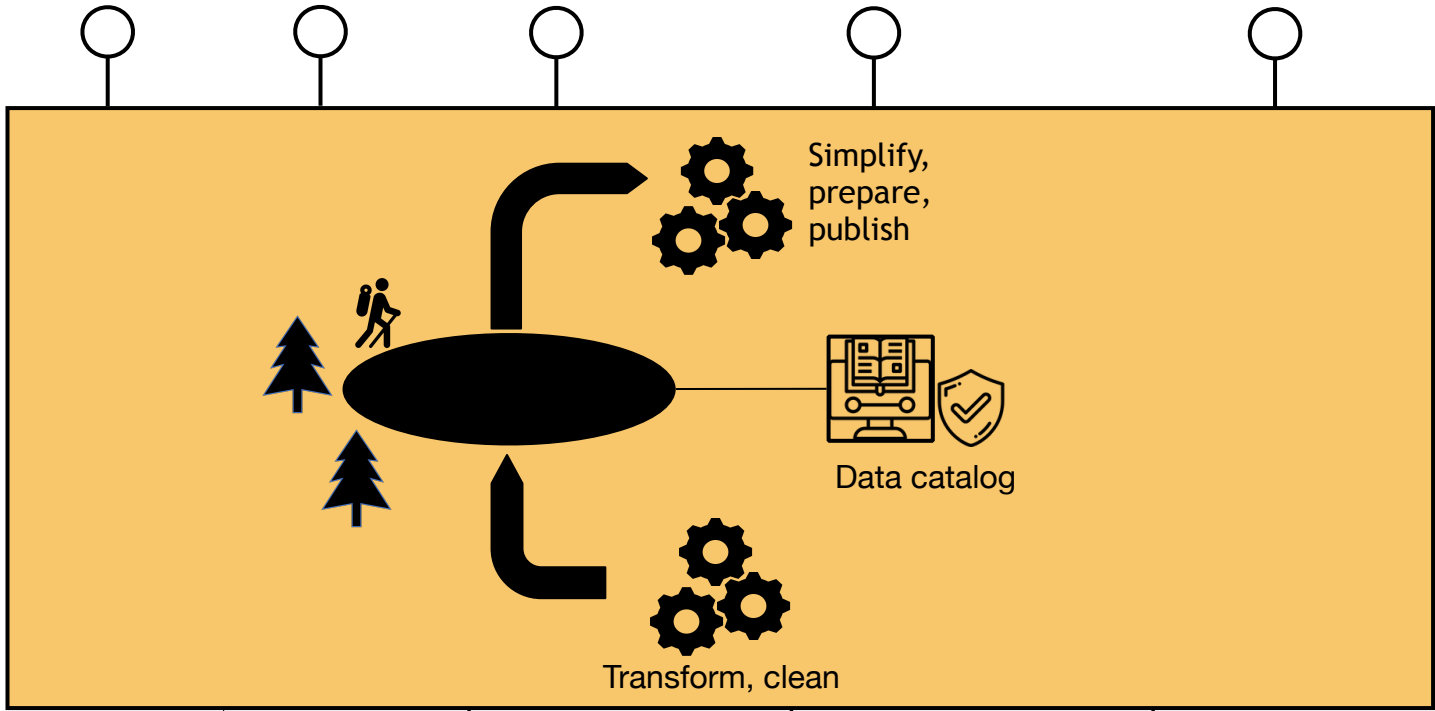 Simplify,
prepare,
publish
Data catalog
Transform, clean